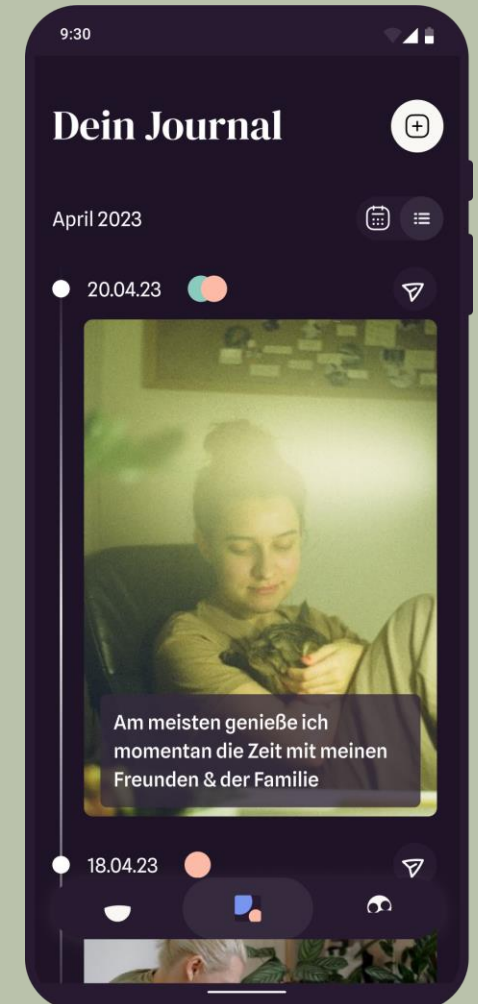 9:30
Dein Journal
April 2023
20.04.23
Am meisten genieße ich
momentan die Zeit mit meinen
Freunden & der Familie
18.04.23